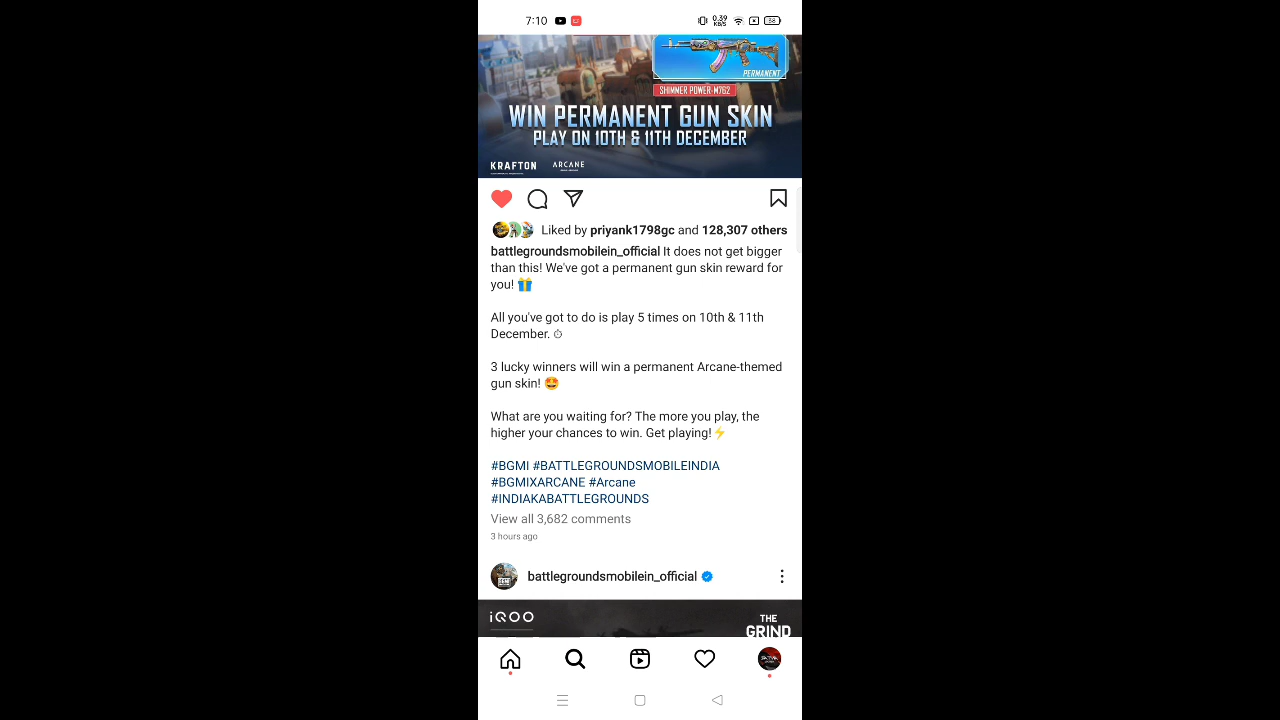 7:10
0.39
KB/S
58
PERMANENT
SHIMMER POWER-M762
WIN PERMANENT GUN SKIN
PLAY ON 10TH & 11TH DECEMBER
KRAFTON ARCANE
Liked by priyank1798gc and 128,307 others
battlegroundsmobilein_official It does not get bigger
than this! We've got a permanent gun skin reward for
you! 🎁
All you've got to do is play 5 times on 10th & 11th
December. ⏱
3 lucky winners will win a permanent Arcane-themed
gun skin! 🤩
What are you waiting for? The more you play, the
higher your chances to win. Get playing!⚡
#BGMI #BATTLEGROUNDSMOBILEINDIA
#BGMIXARCANE #Arcane
#INDIAKABATTLEGROUNDS
View all 3,682 comments
3 hours ago
battlegroundsmobilein_official
iQOO
THE
GRIND